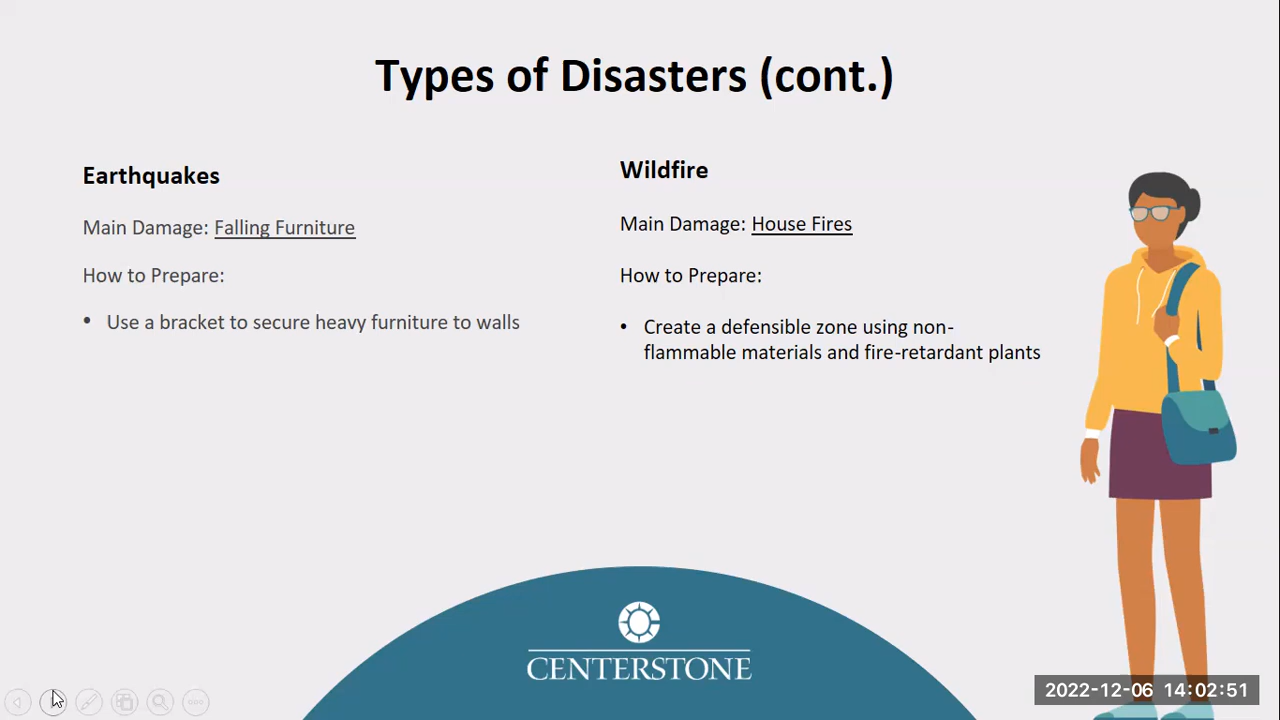 Types of Disasters (cont.)
Earthquakes
Main Damage: Falling Furniture
How to Prepare:
• Use a bracket to secure heavy furniture to walls
Wildfire
Main Damage: House Fires
How to Prepare:
• Create a defensible zone using non-
flammable materials and fire-retardant plants
CENTERSTONE
2022-12-06 14:02:51